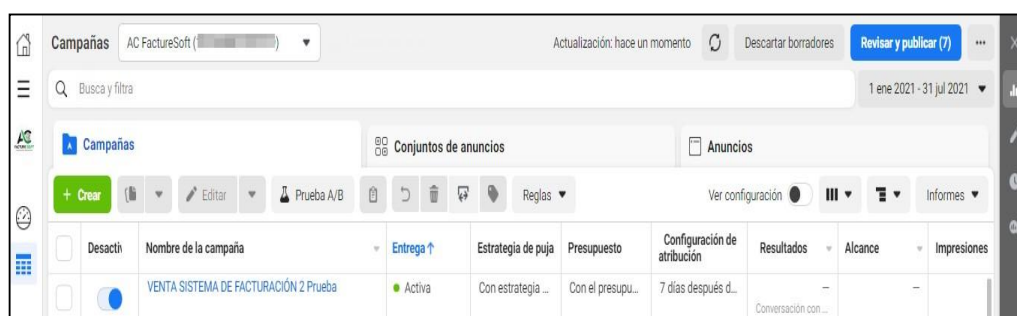 Campañas AC FactureSoft ( ) Actualización: hace un momento Descartar borradores Revisar y publicar (7) ...
Busca y filtra 1 ene 2021 - 31 jul 2021
Campañas Conjuntos de anuncios Anuncios
+ Crear Editar Prueba A/B Reglas Ver configuración Informes
Desactiv Nombre de la campaña Entrega ↑ Estrategia de puja Presupuesto Configuración de atribución Resultados Alcance Impresiones
VENTA SISTEMA DE FACTURACIÓN 2 Prueba Activa Con estrategia ... Con el presupu... 7 días después d... — —
Conversación con ...